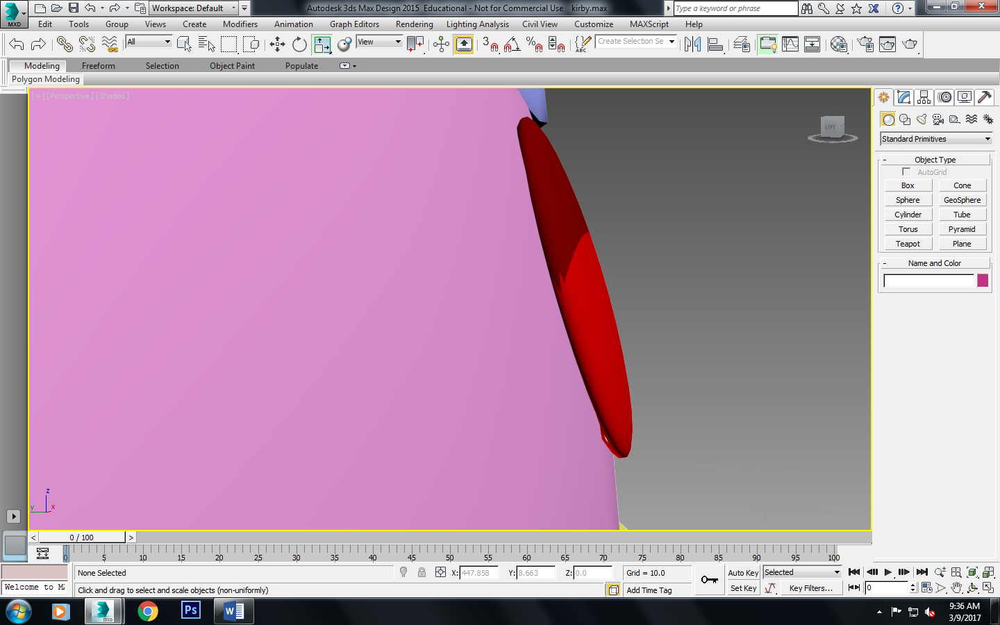 Workspace: Default
Autodesk 3ds Max Design 2015 Educational - Not for Commercial Use kirby.max
Type a keyword or phrase
MXD
Edit Tools Group Views Create Modifiers Animation Graph Editors Rendering Lighting Analysis Civil View Customize MAXScript Help
All
View
3
%
ABC
Create Selection Se
Modeling Freeform Selection Object Paint Populate
Polygon Modeling
[+][Perspective][Shaded]
LEFT
Standard Primitives
- Object Type
AutoGrid
Box Cone
Sphere GeoSphere
Cylinder Tube
Torus Pyramid
Teapot Plane
- Name and Color
z
y x
< 0 / 100 >
0 5 10 15 20 25 30 35 40 45 50 55 60 65 70 75 80 85 90 95 100
None Selected X: 447.858 Y: 8.663 Z: 0.0 Grid = 10.0 Auto Key Selected
Welcome to MA
Click and drag to select and scale objects (non-uniformly) Add Time Tag Set Key Key Filters... 0
MXD
Ps
W
9:36 AM
3/9/2017